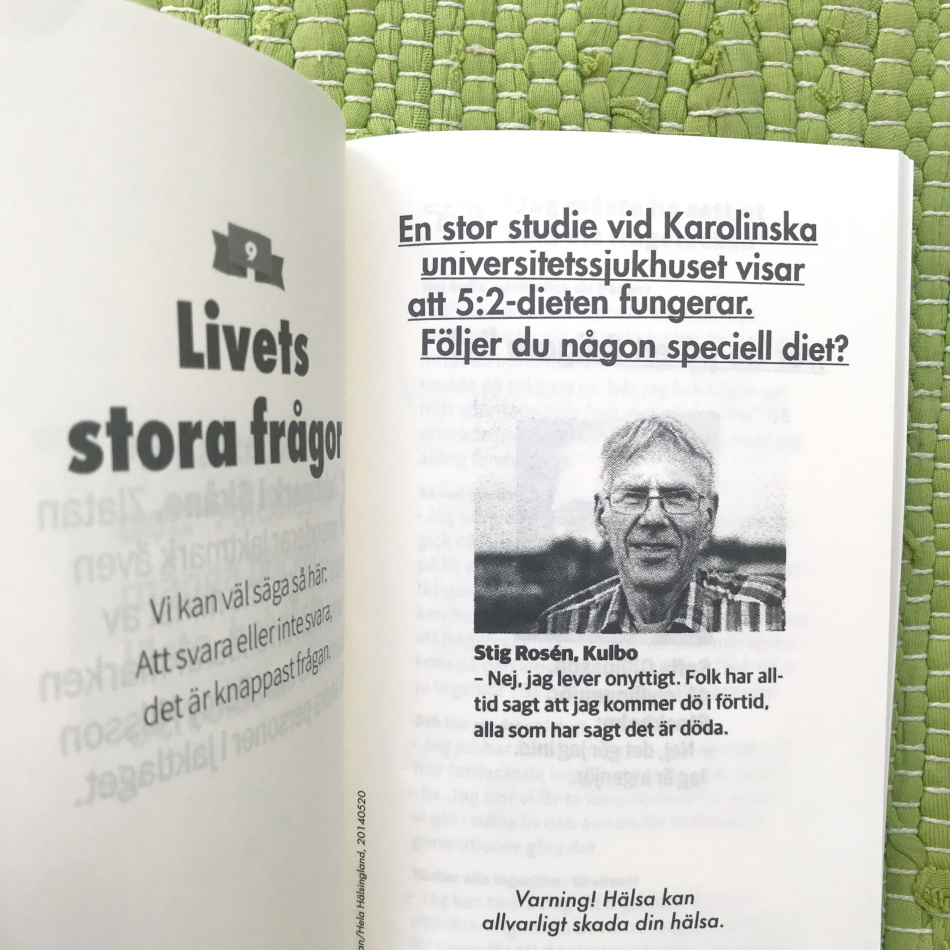 9
Livets
stora frågor
Vi kan väl säga så här:
Att svara eller inte svara,
det är knappast frågan.
En stor studie vid Karolinska
universitetssjukhuset visar
att 5:2-dieten fungerar.
Följer du någon speciell diet?
Stig Rosén, Kulbo
– Nej, jag lever onyttigt. Folk har all-
tid sagt att jag kommer dö i förtid,
alla som har sagt det är döda.
/Hela Hälsingland, 20140520
Varning! Hälsa kan
allvarligt skada din hälsa.